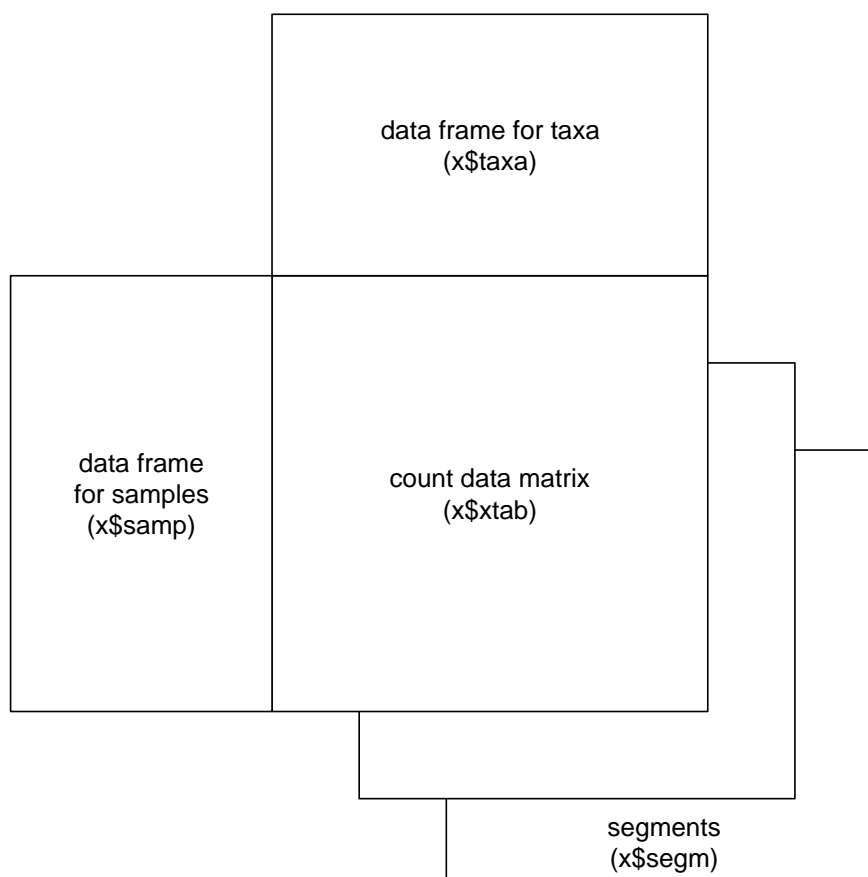 data frame for taxa
(x$taxa)
data frame
for samples
(x$samp)
count data matrix
(x$xtab)
segments
(x$segm)